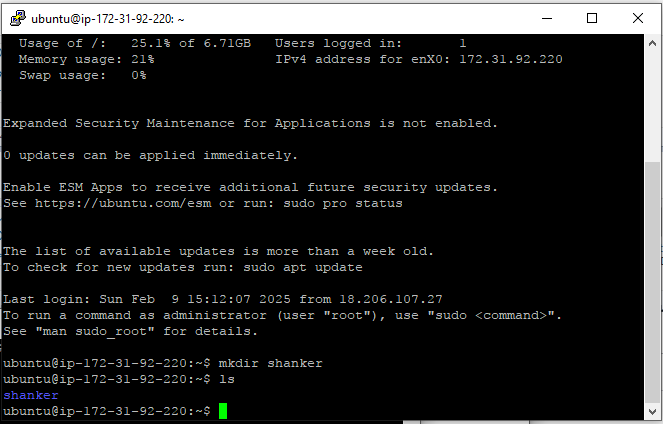 ubuntu@ip-172-31-92-220: ~
Usage of /:   25.1% of 6.71GB   Users logged in:       1
Memory usage: 21%               IPv4 address for enX0: 172.31.92.220
Swap usage:   0%
Expanded Security Maintenance for Applications is not enabled.
0 updates can be applied immediately.
Enable ESM Apps to receive additional future security updates.
See https://ubuntu.com/esm or run: sudo pro status
The list of available updates is more than a week old.
To check for new updates run: sudo apt update
Last login: Sun Feb  9 15:12:07 2025 from 18.206.107.27
To run a command as administrator (user "root"), use "sudo <command>".
See "man sudo_root" for details.
ubuntu@ip-172-31-92-220:~$ mkdir shanker
ubuntu@ip-172-31-92-220:~$ ls
shanker
ubuntu@ip-172-31-92-220:~$